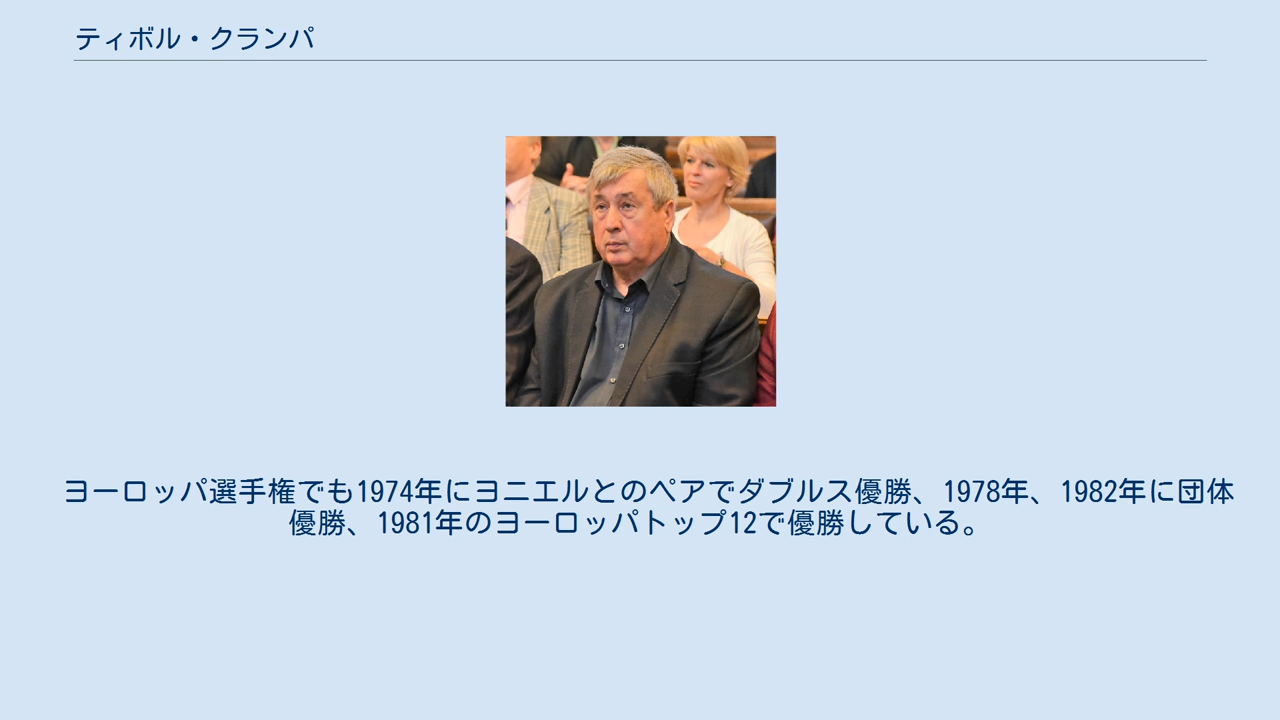 ティボル・クランパ
ヨーロッパ選手権でも1974年にヨニエルとのペアでダブルス優勝、1978年、1982年に団体
優勝、1981年のヨーロッパトップ12で優勝している。